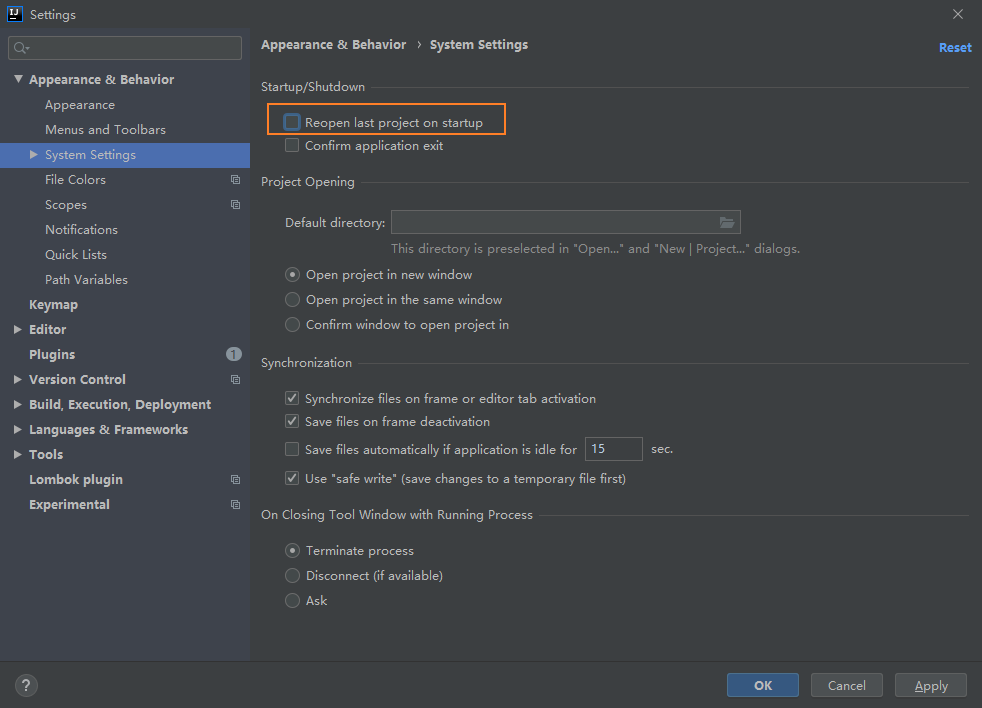 IJ
Settings
Appearance & Behavior
Appearance
Menus and Toolbars
System Settings
File Colors
Scopes
Notifications
Quick Lists
Path Variables
Keymap
Editor
Plugins 1
Version Control
Build, Execution, Deployment
Languages & Frameworks
Tools
Lombok plugin
Experimental
Appearance & Behavior › System Settings
Reset
Startup/Shutdown
Reopen last project on startup
Confirm application exit
Project Opening
Default directory:
This directory is preselected in "Open..." and "New | Project..." dialogs.
Open project in new window
Open project in the same window
Confirm window to open project in
Synchronization
Synchronize files on frame or editor tab activation
Save files on frame deactivation
Save files automatically if application is idle for 15 sec.
Use "safe write" (save changes to a temporary file first)
On Closing Tool Window with Running Process
Terminate process
Disconnect (if available)
Ask
?
OK
Cancel
Apply